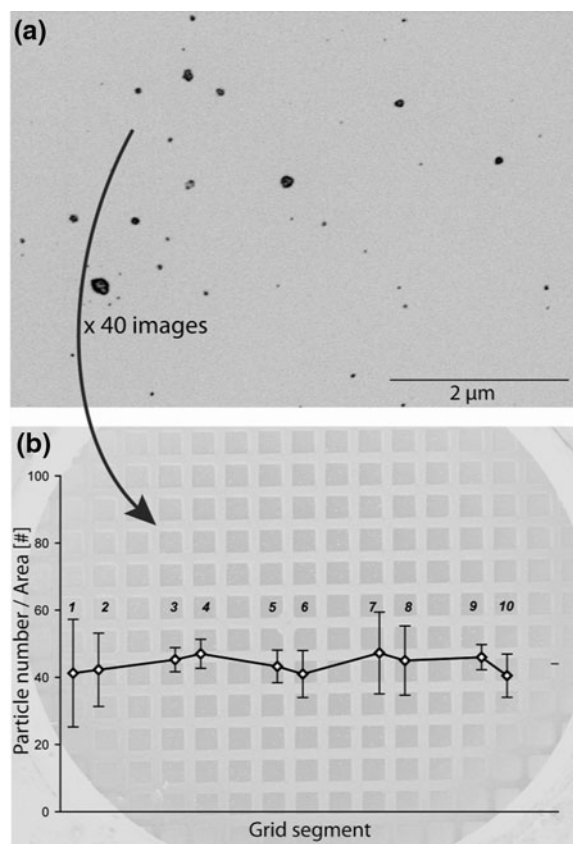 (a)
x 40 images
2 µm
(b)
Particle number / Area [#]
100
80
60
40
20
0
1 2 3 4 5 6 7 8 9 10
Grid segment